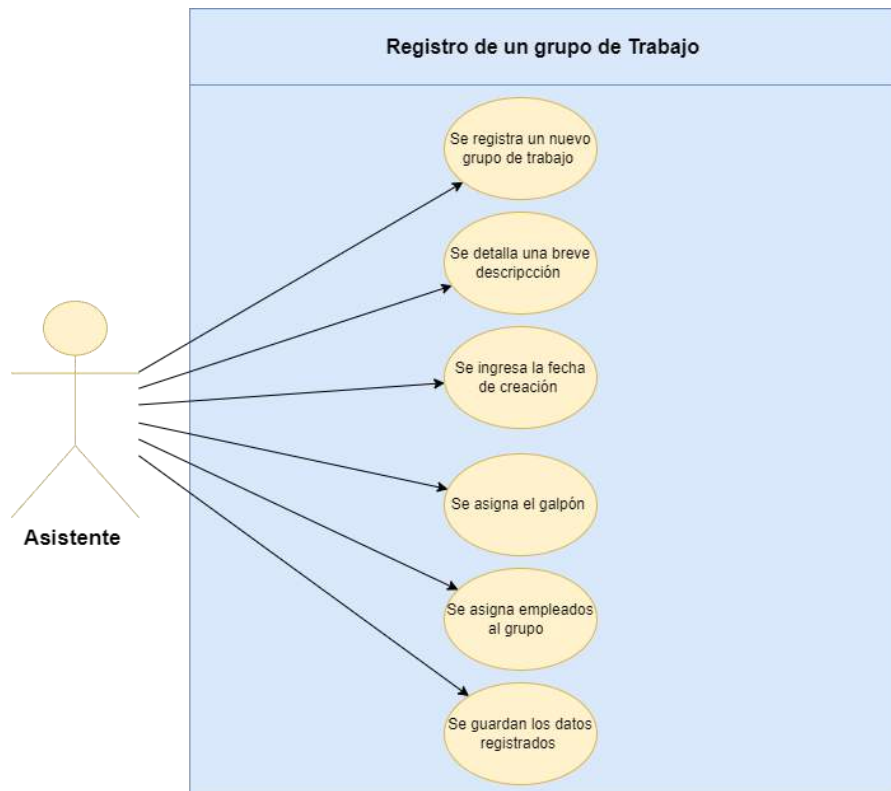 Registro de un grupo de Trabajo
Se registra un nuevo
grupo de trabajo
Se detalla una breve
descripcción
Se ingresa la fecha
de creación
Se asigna el galpón
Asistente
Se asigna empleados
al grupo
Se guardan los datos
registrados